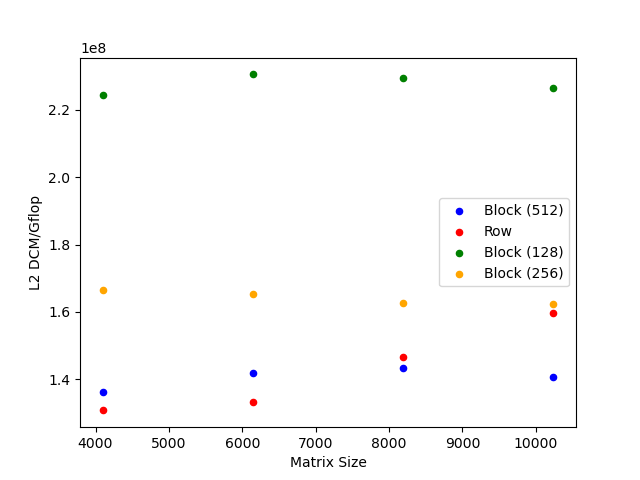 1e8
2.2
2.0
1.8
1.6
1.4
L2 DCM/Gflop
Block (512)
Row
Block (128)
Block (256)
4000 5000 6000 7000 8000 9000 10000
Matrix Size